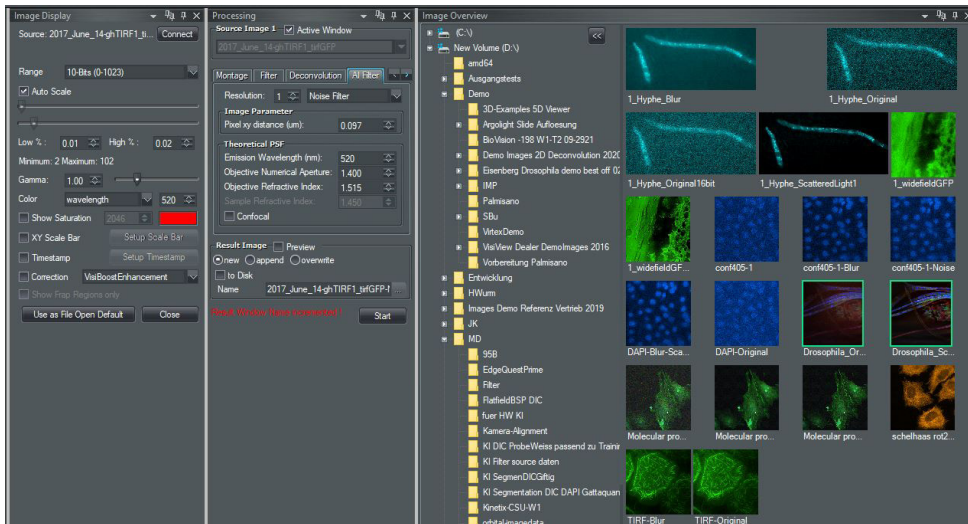 Image Display
Source: 2017_June_14-ghTIRF1_ti...
Connect
Range
10-Bits (0-1023)
Auto Scale
Low % :
0.01
High % :
0.02
Minimum: 2 Maximum: 102
Gamma:
1.00
Color
wavelength
520
Show Saturation
2046
XY Scale Bar
Setup Scale Bar
Timestamp
Setup Timestamp
Correction
VisiBoostEnhancement
Show Frap Regions only
Use as File Open Default
Close
Processing
Source Image 1
Active Window
2017_June_14-ghTIRF1_tirfGFP
Montage
Filter
Deconvolution
AI Filter
Resolution:
1
Noise Filter
Image Parameter
Pixel xy distance (um):
0.097
Theoretical PSF
Emission Wavelength (nm):
520
Objective Numerical Aperture:
1.400
Objective Refractive Index:
1.515
Sample Refractive Index:
1.450
Confocal
Result Image
Preview
new
append
overwrite
to Disk
Name
2017_June_14-ghTIRF1_tirfGFP-f
...
Start
Image Overview
(C:\)
<<
New Volume (D:\)
amd64
Ausgangstests
Demo
3D-Examples 5D Viewer
Argolight Slide Aufloesung
BioVision -198 W1-T2 09-2921
Demo Images 2D Deconvolution 2020
Eisenberg Drosophila demo best off 02
IMP
Palmisano
SBu
VirtexDemo
VisiView Dealer DemoImages 2016
Vorbereitung Palmisano
Entwicklung
HWurm
Images Demo Referenz Vertrieb 2019
JK
MD
95B
EdgeQuestPrime
Filter
FlatfieldBSP DIC
fuer HW KI
Kamera-Alignment
KI DIC ProbeWeiss passend zu Trainir
KI Filter source daten
KI SegmenDICGiftig
KI Segmentation DIC DAPI Gattaquan
Kinetix-CSU-W1
orbital-imagedata
1_Hyphe_Blur
1_Hyphe_Original
1_Hyphe_Original16bit
1_Hyphe_ScatteredLight1
1_widefieldGFP
1_widefieldGF...
conf405-1
conf405-1-Blur
conf405-1-Noise
DAPI-Blur-Sca...
DAPI-Original
Drosophila_Or...
Drosophila_Sc...
Molecular pro...
Molecular pro...
Molecular pro...
schelhaas rot2...
TIRF-Blur
TIRF-Original